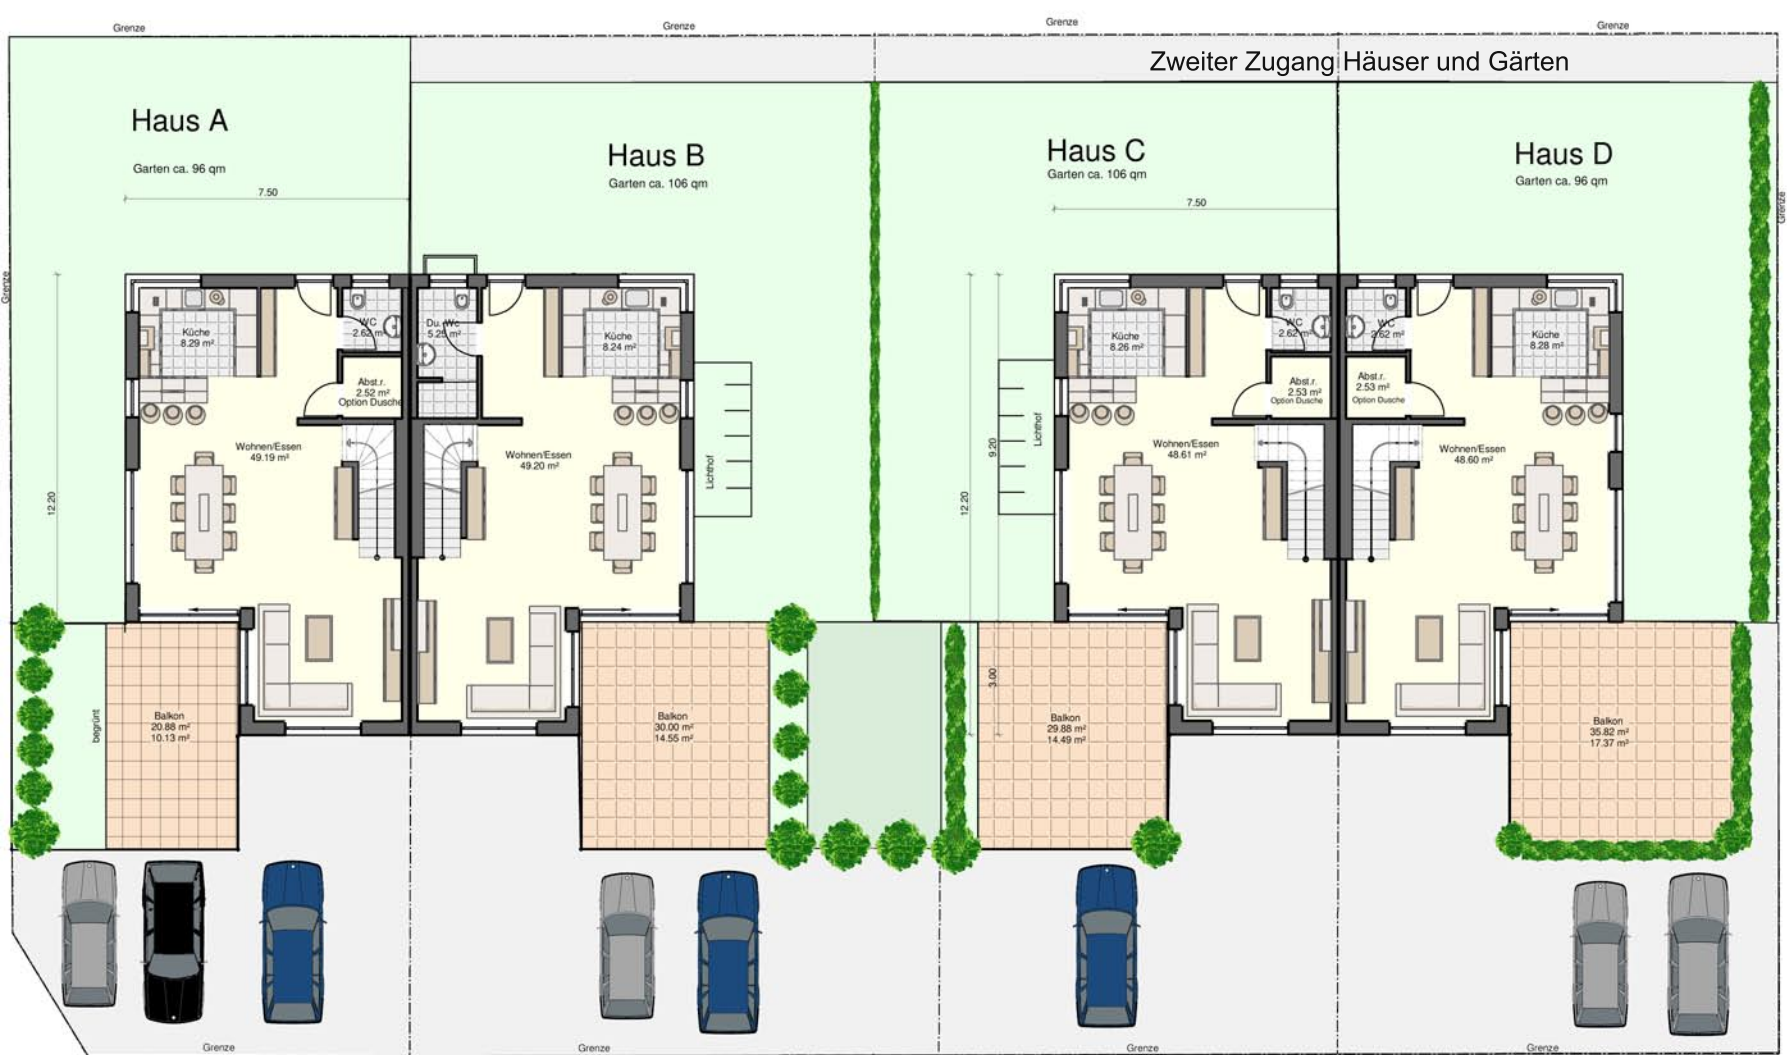 Grenze
Grenze
Grenze
Grenze
Zweiter Zugang Häuser und Gärten
Haus A
Garten ca. 96 qm
7.50
Haus B
Garten ca. 106 qm
Haus C
Garten ca. 106 qm
7.50
Haus D
Garten ca. 96 qm
Grenze
Grenze
Küche
8.29 m²
WC
2.62 m²
Abst.r.
2.52 m²
Option Dusche
Wohnen/Essen
49.19 m²
12.20
Du. Wc
5.25 m²
Küche
8.24 m²
Wohnen/Essen
49.20 m²
Lichthof
Küche
8.26 m²
WC
2.62 m²
Abst.r.
2.53 m²
Option Dusche
Lichthof
Wohnen/Essen
48.61 m²
9.20
12.20
3.00
WC
2.62 m²
Küche
8.28 m²
Abst.r.
2.53 m²
Option Dusche
Wohnen/Essen
48.60 m²
begrünt
Balkon
20.88 m²
10.13 m²
Balkon
30.00 m²
14.55 m²
Balkon
29.88 m²
14.49 m²
Balkon
35.82 m²
17.37 m²
Grenze
Grenze
Grenze
Grenze